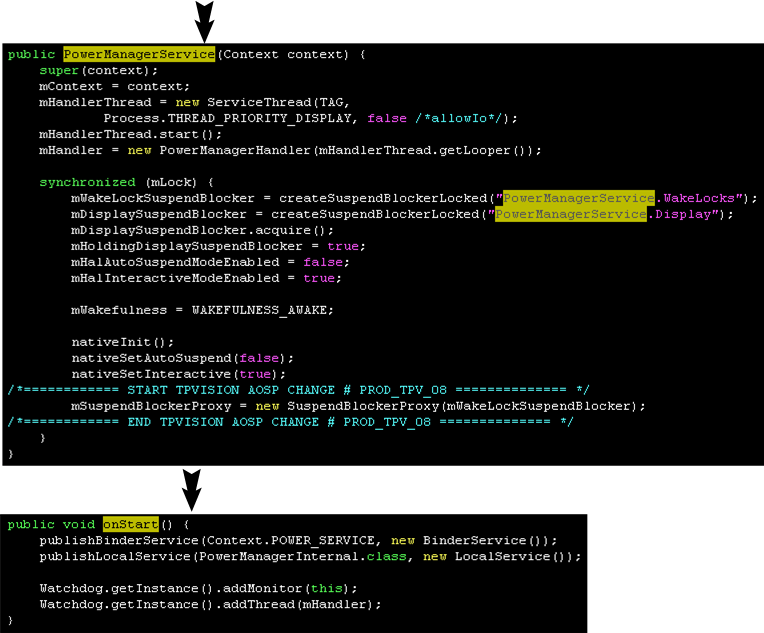 public PowerManagerService(Context context) {
super(context);
mContext = context;
mHandlerThread = new ServiceThread(TAG,
Process.THREAD_PRIORITY_DISPLAY, false /*allowIo*/);
mHandlerThread.start();
mHandler = new PowerManagerHandler(mHandlerThread.getLooper());
synchronized (mLock) {
mWakeLockSuspendBlocker = createSuspendBlockerLocked("PowerManagerService.WakeLocks");
mDisplaySuspendBlocker = createSuspendBlockerLocked("PowerManagerService.Display");
mDisplaySuspendBlocker.acquire();
mHoldingDisplaySuspendBlocker = true;
mHalAutoSuspendModeEnabled = false;
mHalInteractiveModeEnabled = true;
mWakefulness = WAKEFULNESS_AWAKE;
nativeInit();
nativeSetAutoSuspend(false);
nativeSetInteractive(true);
/*============ START TPVISION AOSP CHANGE # PROD_TPV_08 ============== */
mSuspendBlockerProxy = new SuspendBlockerProxy(mWakeLockSuspendBlocker);
/*============ END TPVISION AOSP CHANGE # PROD_TPV_08 ============== */
}
}
public void onStart() {
publishBinderService(Context.POWER_SERVICE, new BinderService());
publishLocalService(PowerManagerInternal.class, new LocalService());
Watchdog.getInstance().addMonitor(this);
Watchdog.getInstance().addThread(mHandler);
}